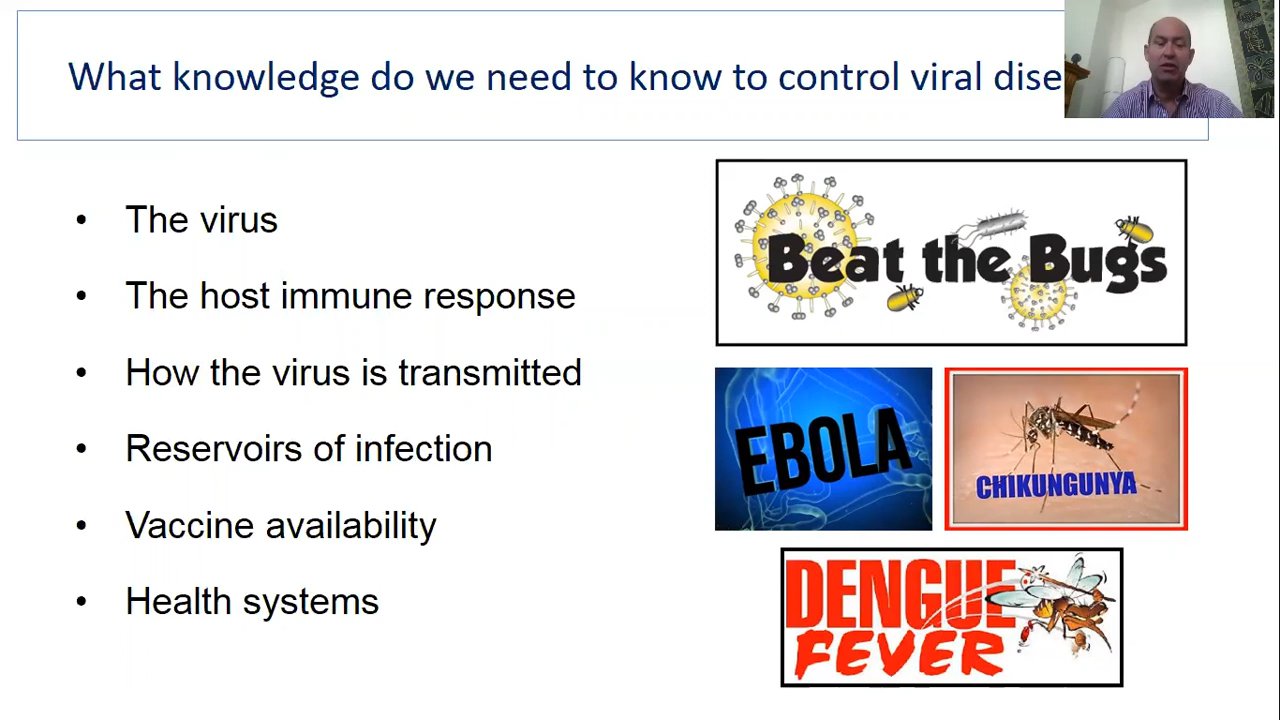 What knowledge do we need to know to control viral dise
• The virus
• The host immune response
• How the virus is transmitted
• Reservoirs of infection
• Vaccine availability
• Health systems
Beat the Bugs
EBOLA
CHIKUNGUNYA
DENGUE
FEVER